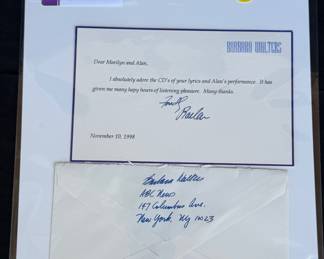 BARBARA WALTERS
Dear Marilyn and Alan,
I absolutely adore the CD's of your lyrics and Alan's performance. It has
given me many happy hours of listening pleasure. Many thanks.
Barbara
November 10, 1998
Barbara Walters
ABC News
147 Columbus Ave.
New York, Ny 10023